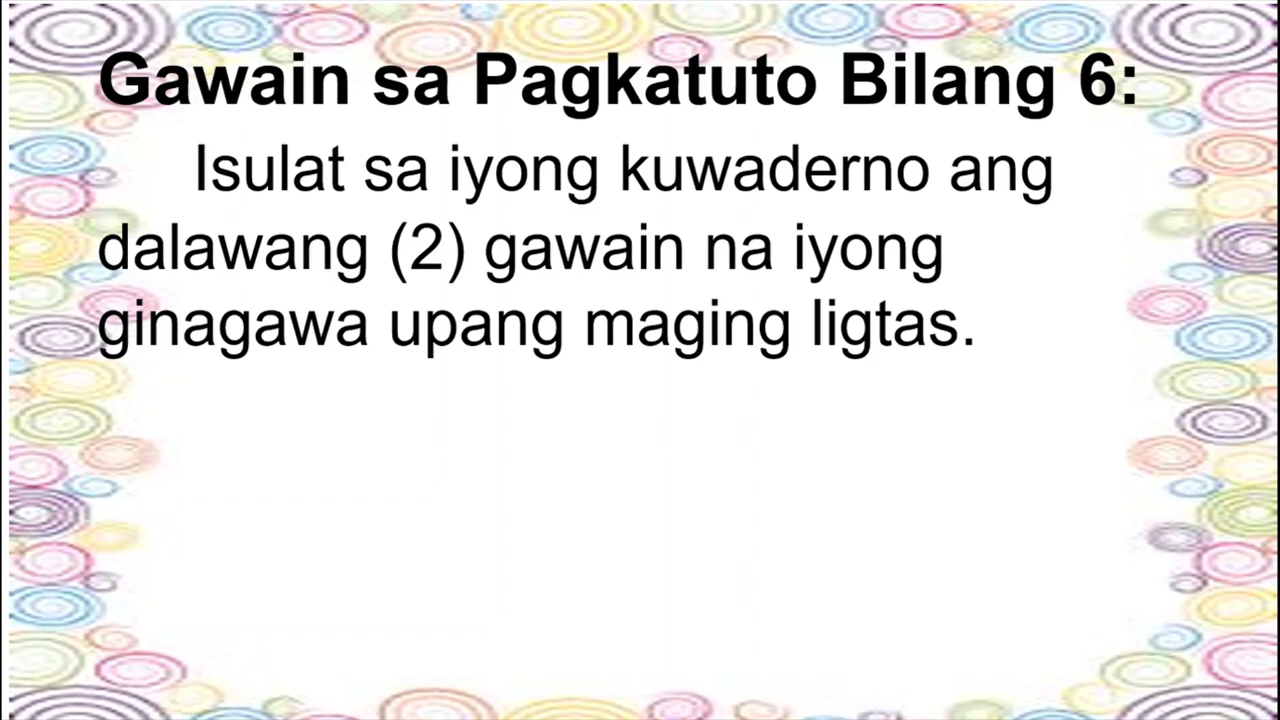 Gawain sa Pagkatuto Bilang 6:
Isulat sa iyong kuwaderno ang
dalawang (2) gawain na iyong
ginagawa upang maging ligtas.